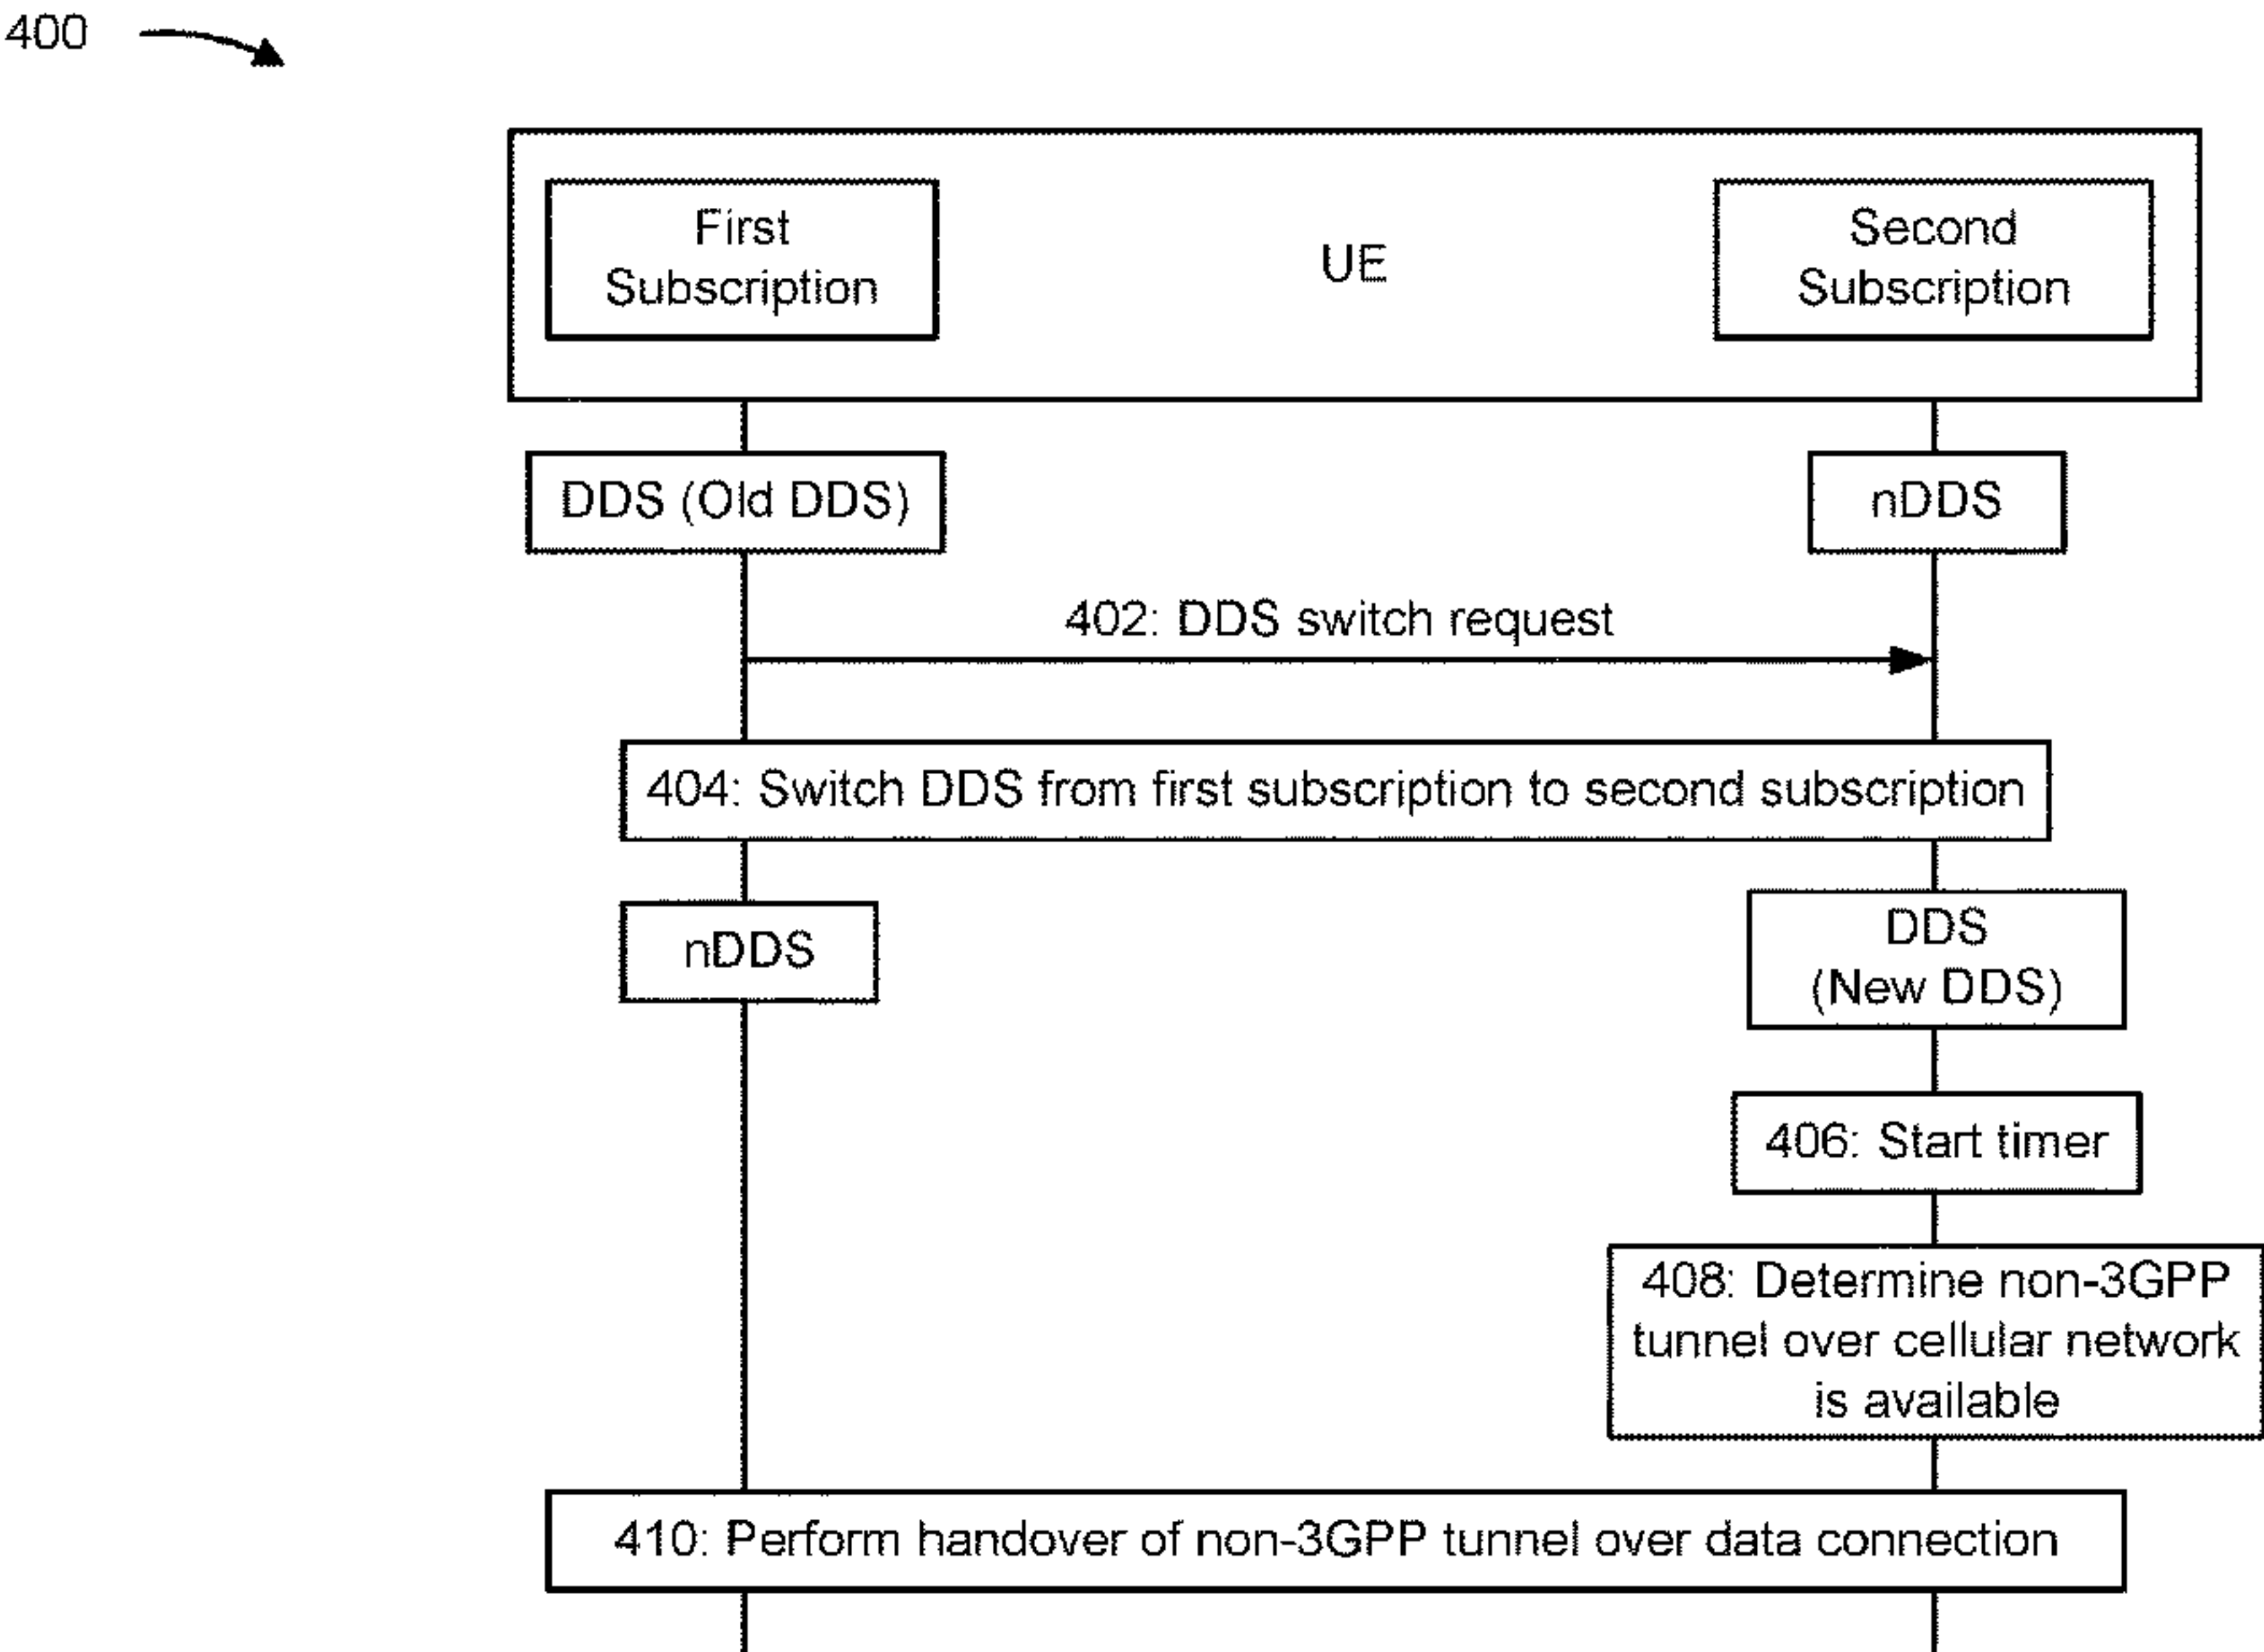 400
First
Subscription
UE
Second
Subscription
DDS (Old DDS)
nDDS
402: DDS switch request
404: Switch DDS from first subscription to second subscription
nDDS
DDS
(New DDS)
406: Start timer
408: Determine non-3GPP
tunnel over cellular network
is available
410: Perform handover of non-3GPP tunnel over data connection